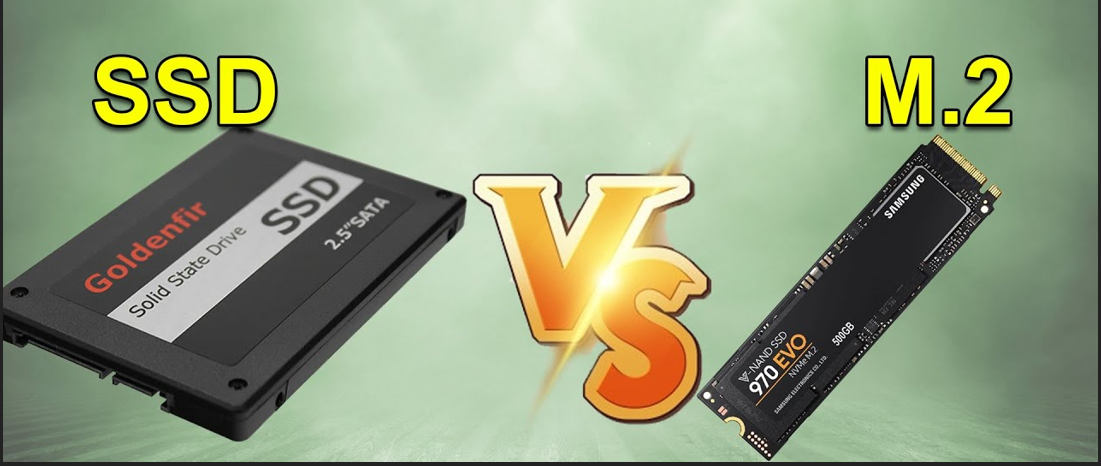 SSD
M.2
VS
Goldenfir
Solid State Drive
SSD
2.5"SATA
SAMSUNG
V-NAND SSD
970 EVO
NVMe M.2
500GB
SAMSUNG ELECTRONICS CO., LTD.